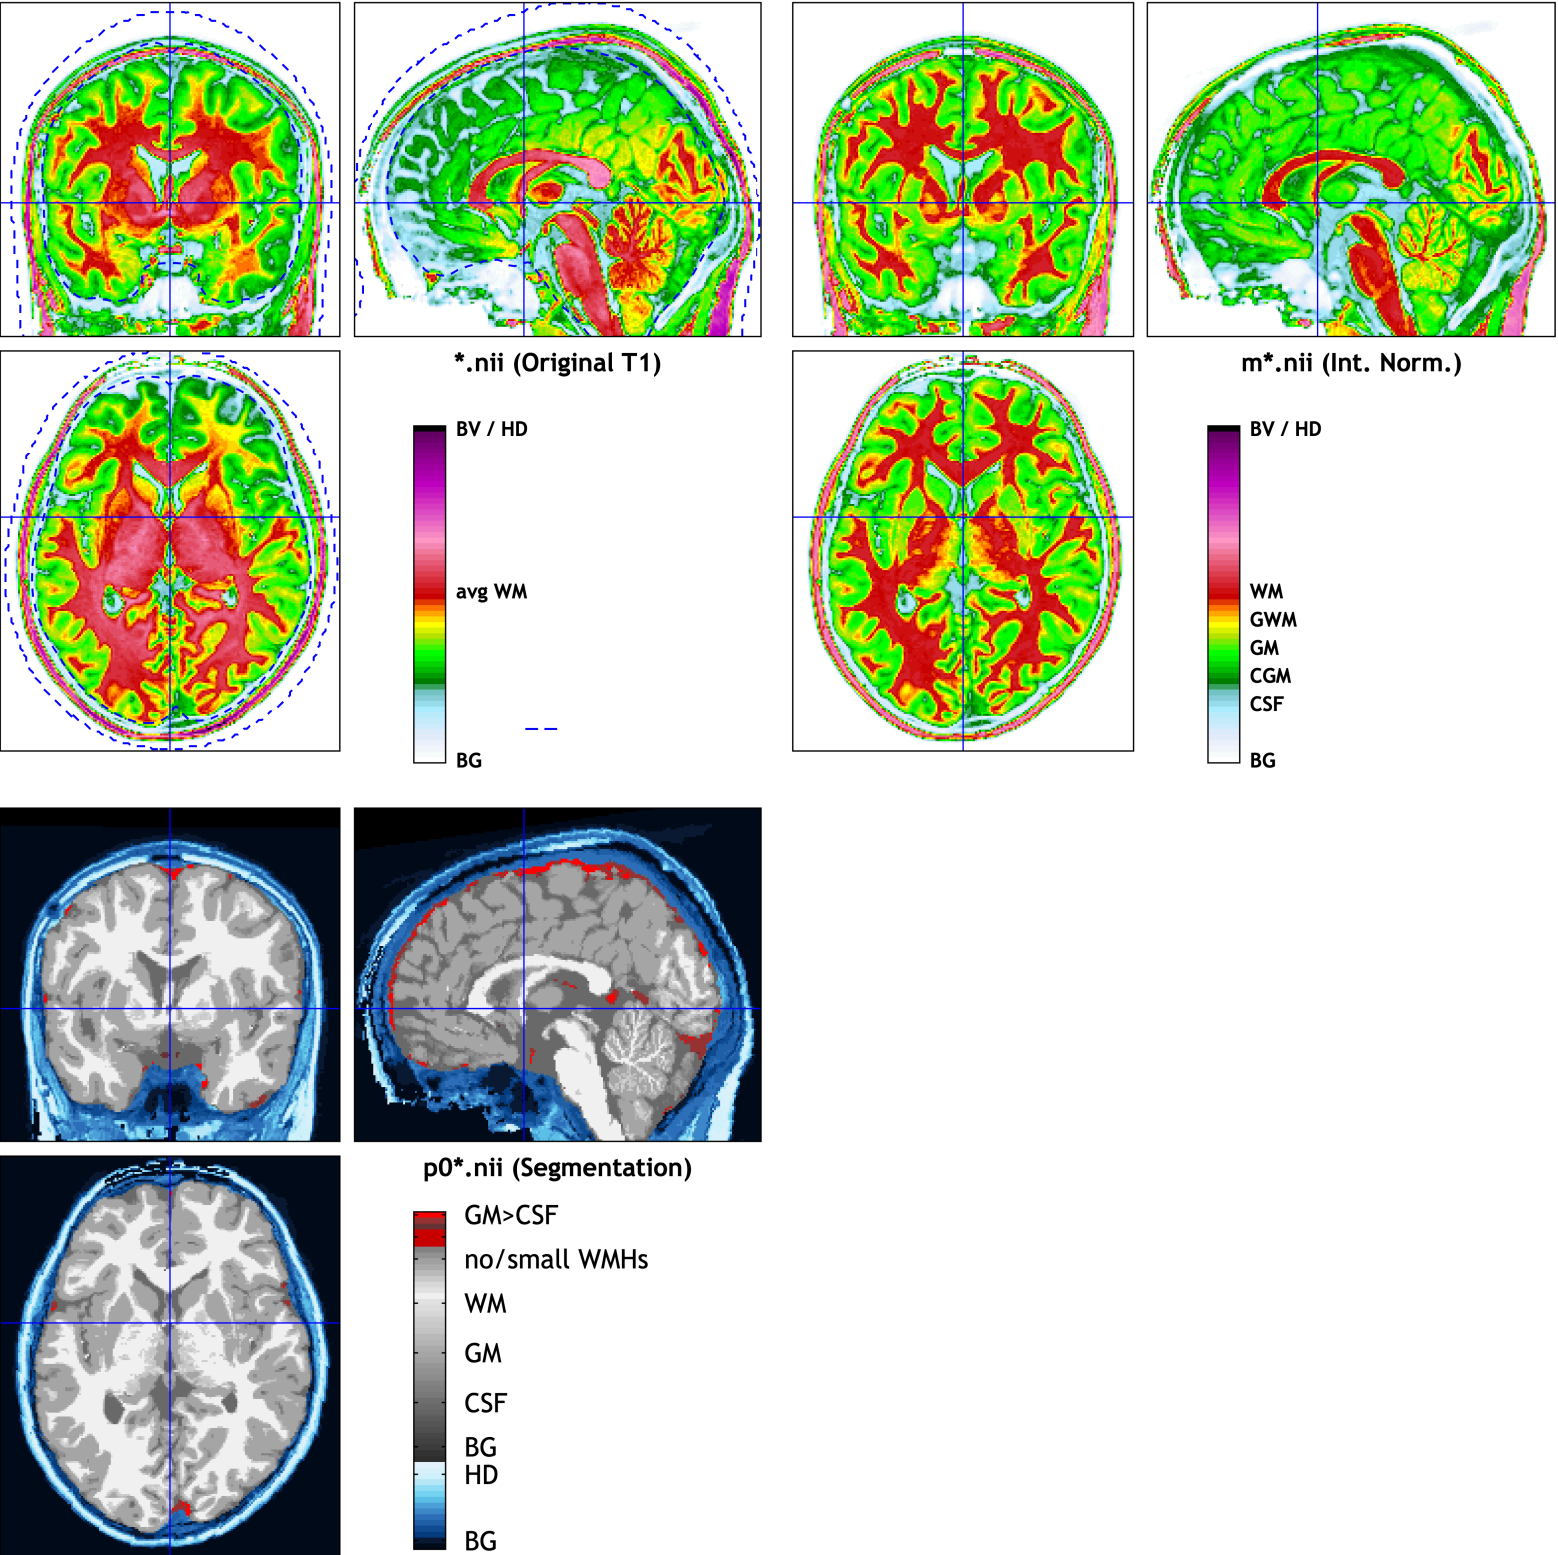 *.nii (Original T1)
BV / HD
avg WM
BG
m*.nii (Int. Norm.)
BV / HD
WM
GWM
GM
CGM
CSF
BG
p0*.nii (Segmentation)
GM>CSF
no/small WMHs
WM
GM
CSF
BG
HD
BG